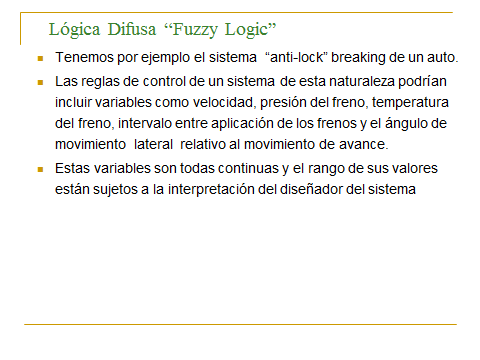 Lógica Difusa “Fuzzy Logic”
Tenemos por ejemplo el sistema “anti-lock” breaking de un auto.
Las reglas de control de un sistema de esta naturaleza podrían
incluir variables como velocidad, presión del freno, temperatura
del freno, intervalo entre aplicación de los frenos y el ángulo de
movimiento lateral relativo al movimiento de avance.
Estas variables son todas continuas y el rango de sus valores
están sujetos a la interpretación del diseñador del sistema